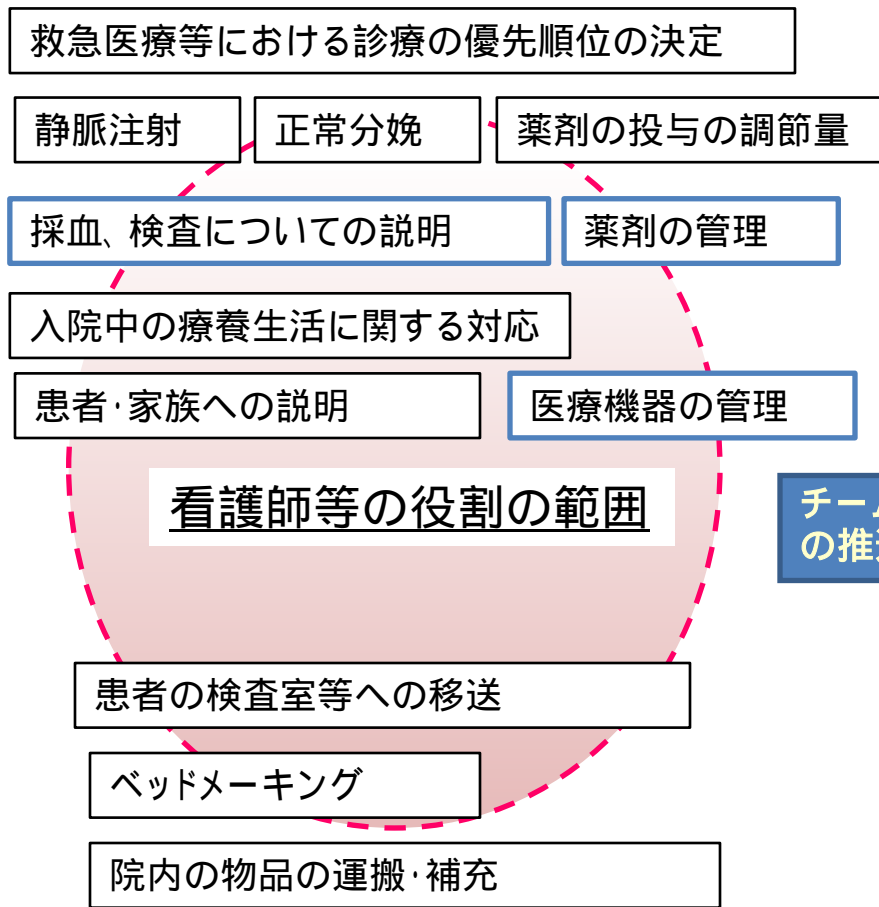 救急医療等における診療の優先順位の決定
静脈注射
正常分娩
薬剤の投与の調節量
採血、検査についての説明
薬剤の管理
入院中の療養生活に関する対応
患者・家族への説明
医療機器の管理
看護師等の役割の範囲
チーム
の推進
患者の検査室等への移送
ベッドメーキング
院内の物品の運搬・補充